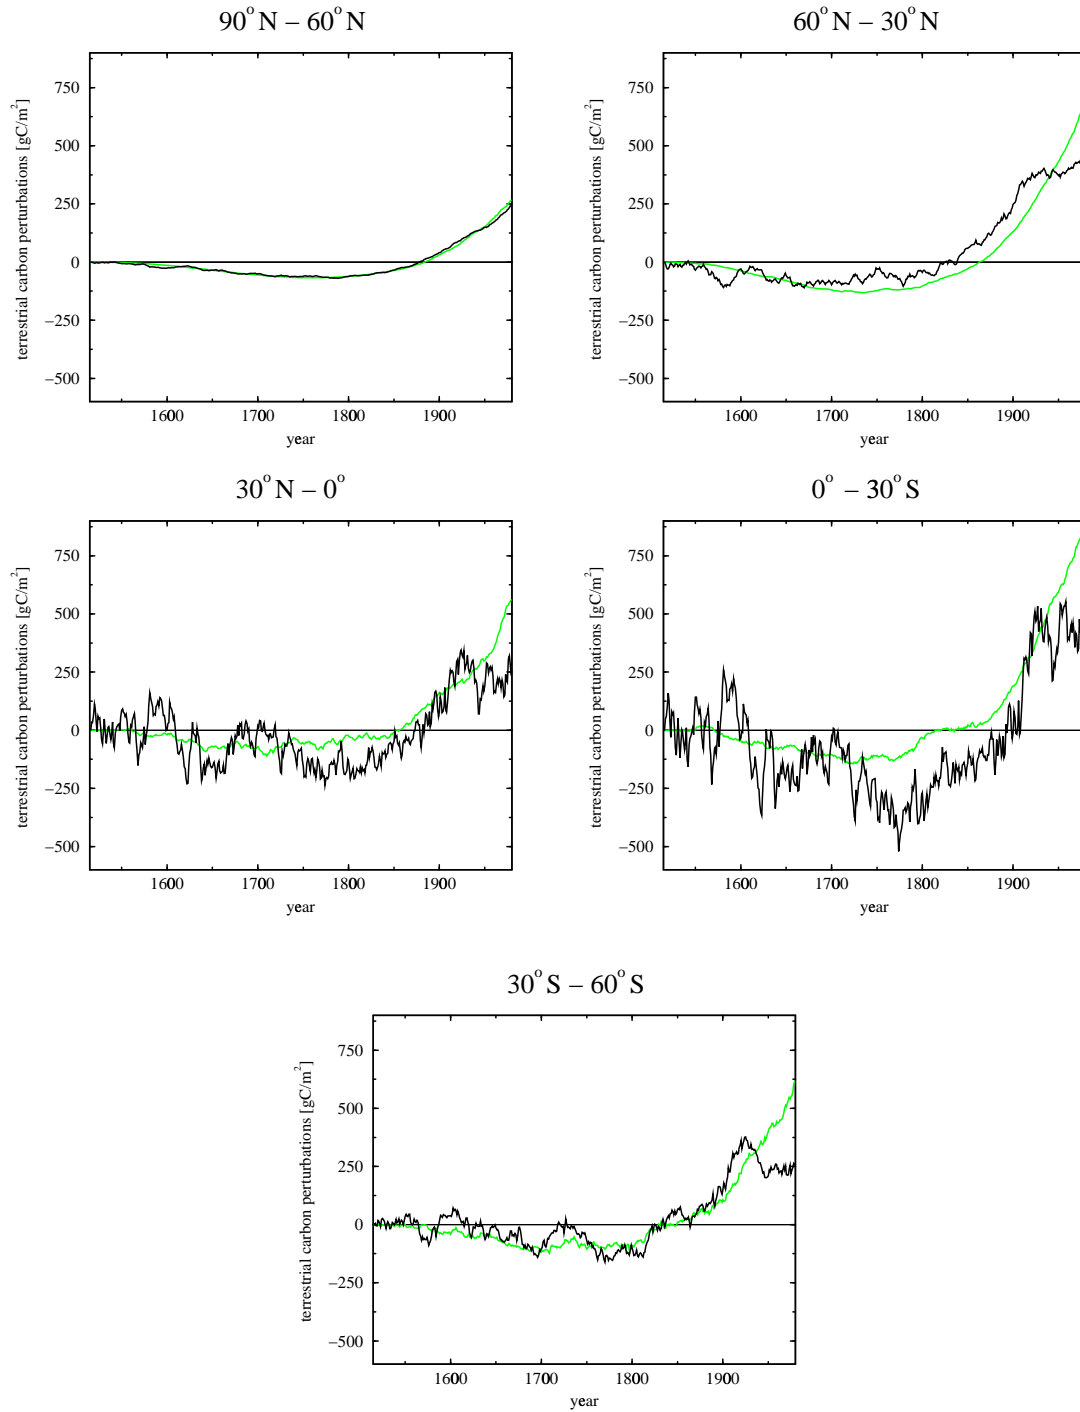 90° N – 60° N
terrestrial carbon perturbations [gC/m²]
750
500
250
0
−250
−500
1600 1700 1800 1900
year
60° N – 30° N
terrestrial carbon perturbations [gC/m²]
750
500
250
0
−250
−500
1600 1700 1800 1900
year
30° N – 0°
terrestrial carbon perturbations [gC/m²]
750
500
250
0
−250
−500
1600 1700 1800 1900
year
0° – 30° S
terrestrial carbon perturbations [gC/m²]
750
500
250
0
−250
−500
1600 1700 1800 1900
year
30° S – 60° S
terrestrial carbon perturbations [gC/m²]
750
500
250
0
−250
−500
1600 1700 1800 1900
year